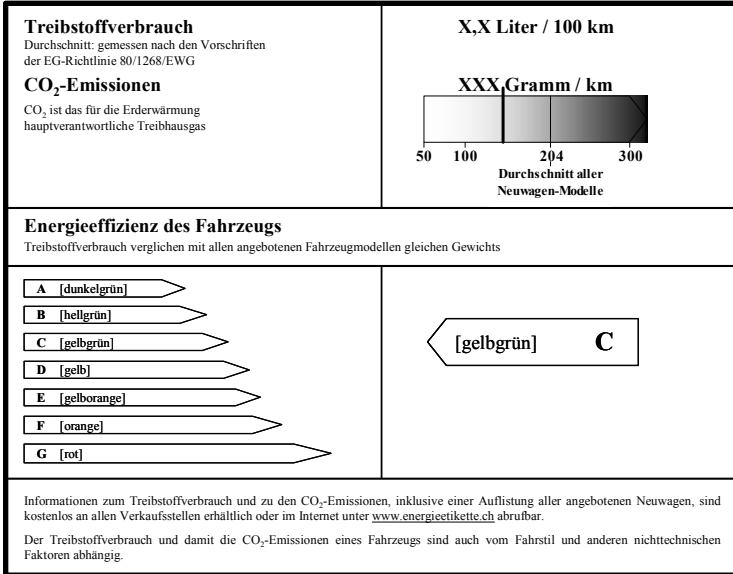 Treibstoffverbrauch
Durchschnitt: gemessen nach den Vorschriften
der EG-Richtlinie 80/1268/EWG
X,X Liter / 100 km
CO₂-Emissionen
CO₂ ist das für die Erderwärmung
hauptverantwortliche Treibhausgas
XXX Gramm / km
50 100 204 300
Durchschnitt aller
Neuwagen-Modelle
Energieeffizienz des Fahrzeugs
Treibstoffverbrauch verglichen mit allen angebotenen Fahrzeugmodellen gleichen Gewichts
A [dunkelgrün]
B [hellgrün]
C [gelbgrün]
D [gelb]
E [gelborange]
F [orange]
G [rot]
[gelbgrün] C
Informationen zum Treibstoffverbrauch und zu den CO₂-Emissionen, inklusive einer Auflistung aller angebotenen Neuwagen, sind
kostenlos an allen Verkaufsstellen erhältlich oder im Internet unter www.energieetikette.ch abrufbar.
Der Treibstoffverbrauch und damit die CO₂-Emissionen eines Fahrzeugs sind auch vom Fahrstil und anderen nichttechnischen
Faktoren abhängig.